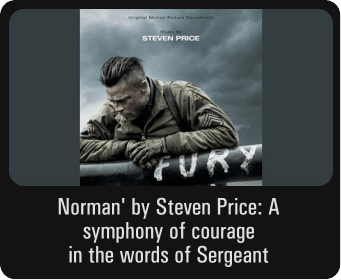 Original Motion Picture Soundtrack
Music by
STEVEN PRICE
FURY
Norman' by Steven Price: A
symphony of courage
in the words of Sergeant